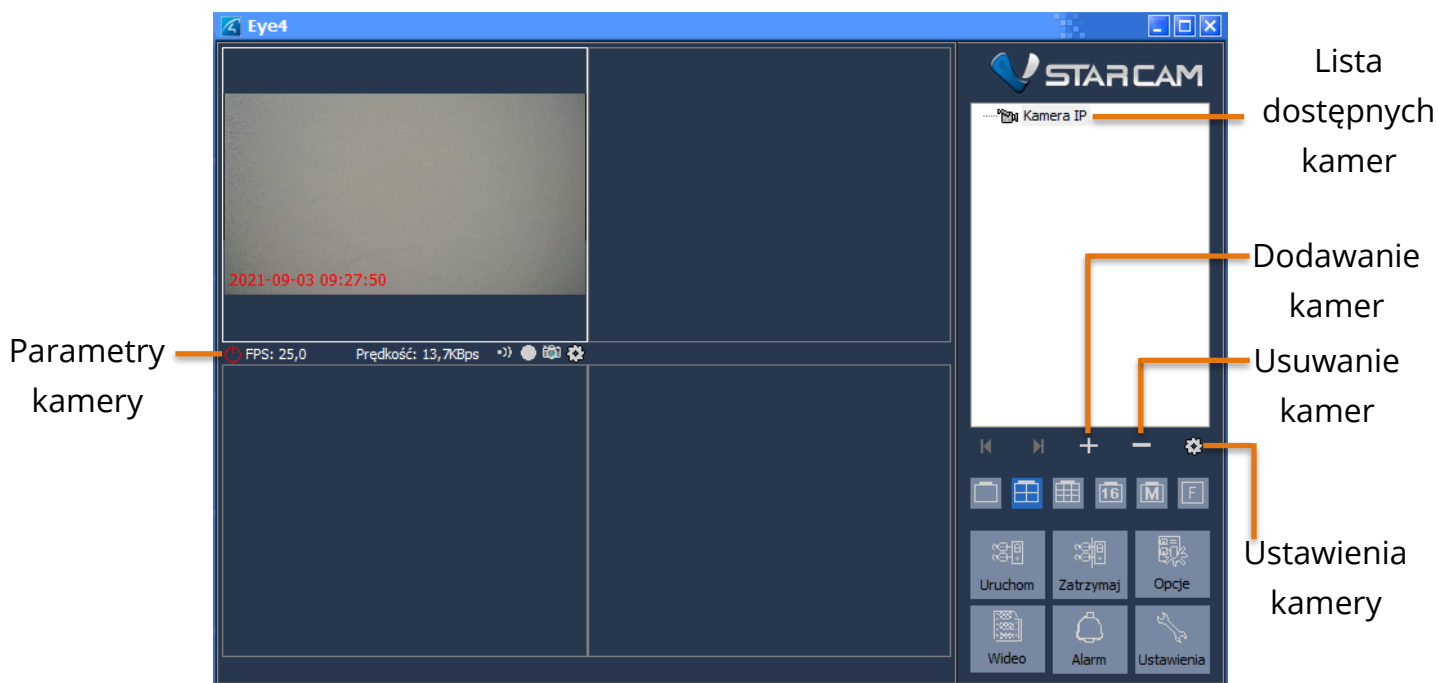 Eye4
STARCAM
Lista
dostępnych
kamer
Kamera IP
2021-09-03 09:27:50
Dodawanie
kamer
Parametry
kamery
FPS: 25,0 Prędkość: 13,7KBps
Usuwanie
kamer
16 M F
Ustawienia
kamery
Uruchom Zatrzymaj Opcje
Wideo Alarm Ustawienia